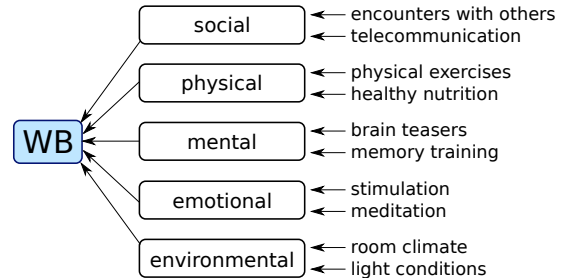 social
encounters with others
telecommunication
physical
physical exercises
healthy nutrition
WB
mental
brain teasers
memory training
emotional
stimulation
meditation
environmental
room climate
light conditions